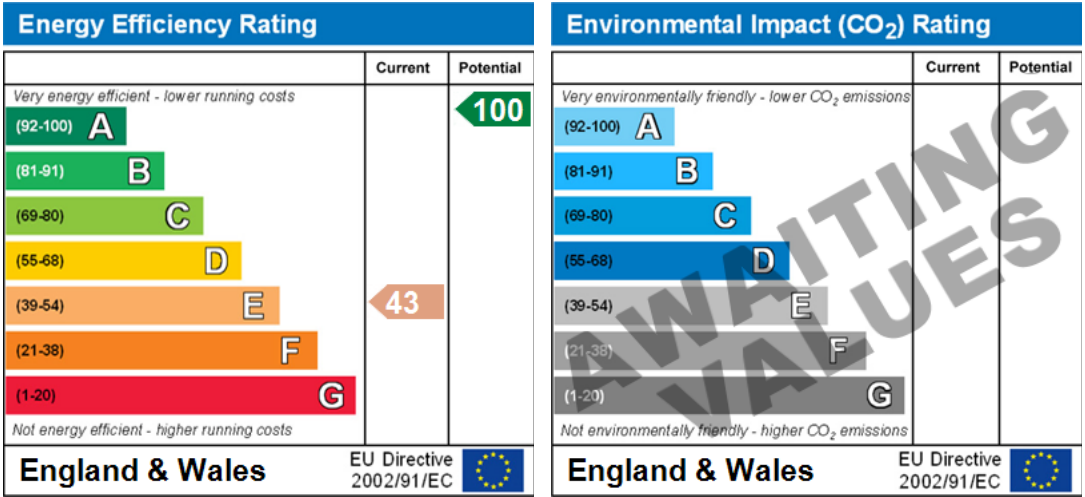 Energy Efficiency Rating
Current Potential
Very energy efficient - lower running costs
(92-100) A
(81-91) B
(69-80) C
(55-68) D
(39-54) E
(21-38) F
(1-20) G
100
43
Not energy efficient - higher running costs
England & Wales
EU Directive
2002/91/EC
Environmental Impact (CO2) Rating
Current Potential
Very environmentally friendly - lower CO2 emissions
(92-100) A
(81-91) B
(69-80) C
(55-68) D
(39-54) E
(21-38) F
(1-20) G
AWAITING
VALUES
Not environmentally friendly - higher CO2 emissions
England & Wales
EU Directive
2002/91/EC